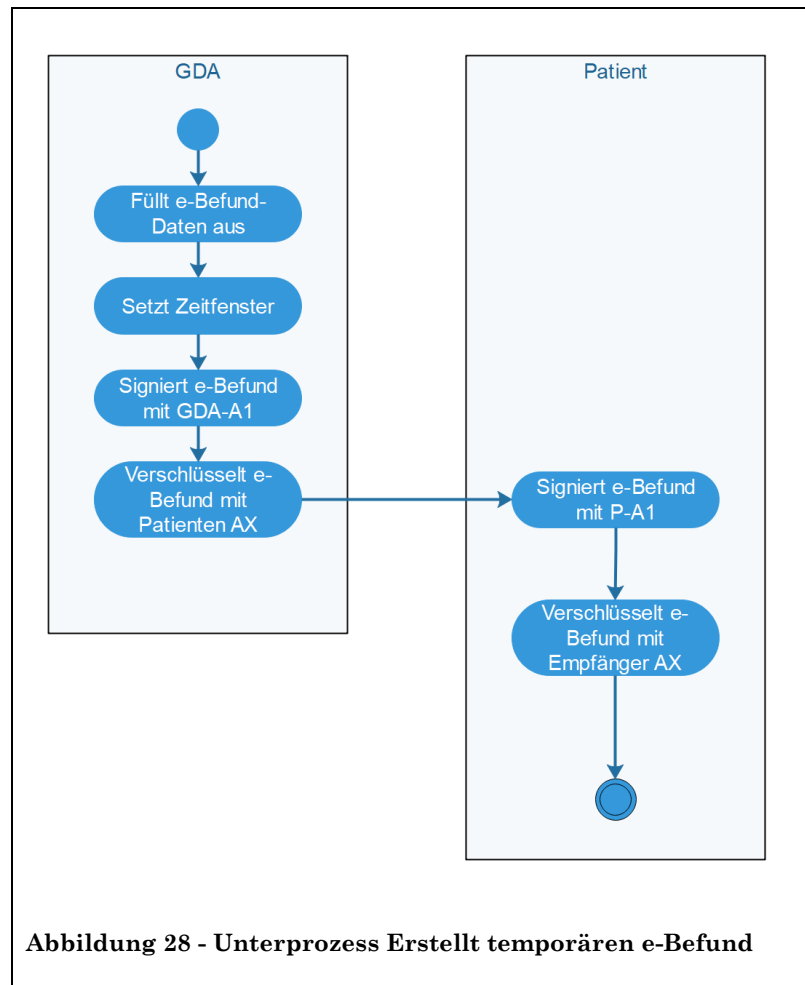 GDA
Füllt e-Befund-
Daten aus
Setzt Zeitfenster
Signiert e-Befund
mit GDA-A1
Verschlüsselt e-
Befund mit
Patienten AX
Patient
Signiert e-Befund
mit P-A1
Verschlüsselt e-
Befund mit
Empfänger AX
Abbildung 28 - Unterprozess Erstellt temporären e-Befund